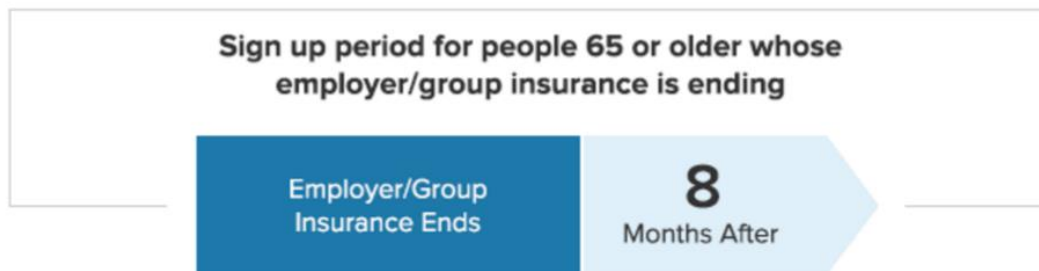 Sign up period for people 65 or older whose
employer/group insurance is ending
Employer/Group
Insurance Ends
8
Months After